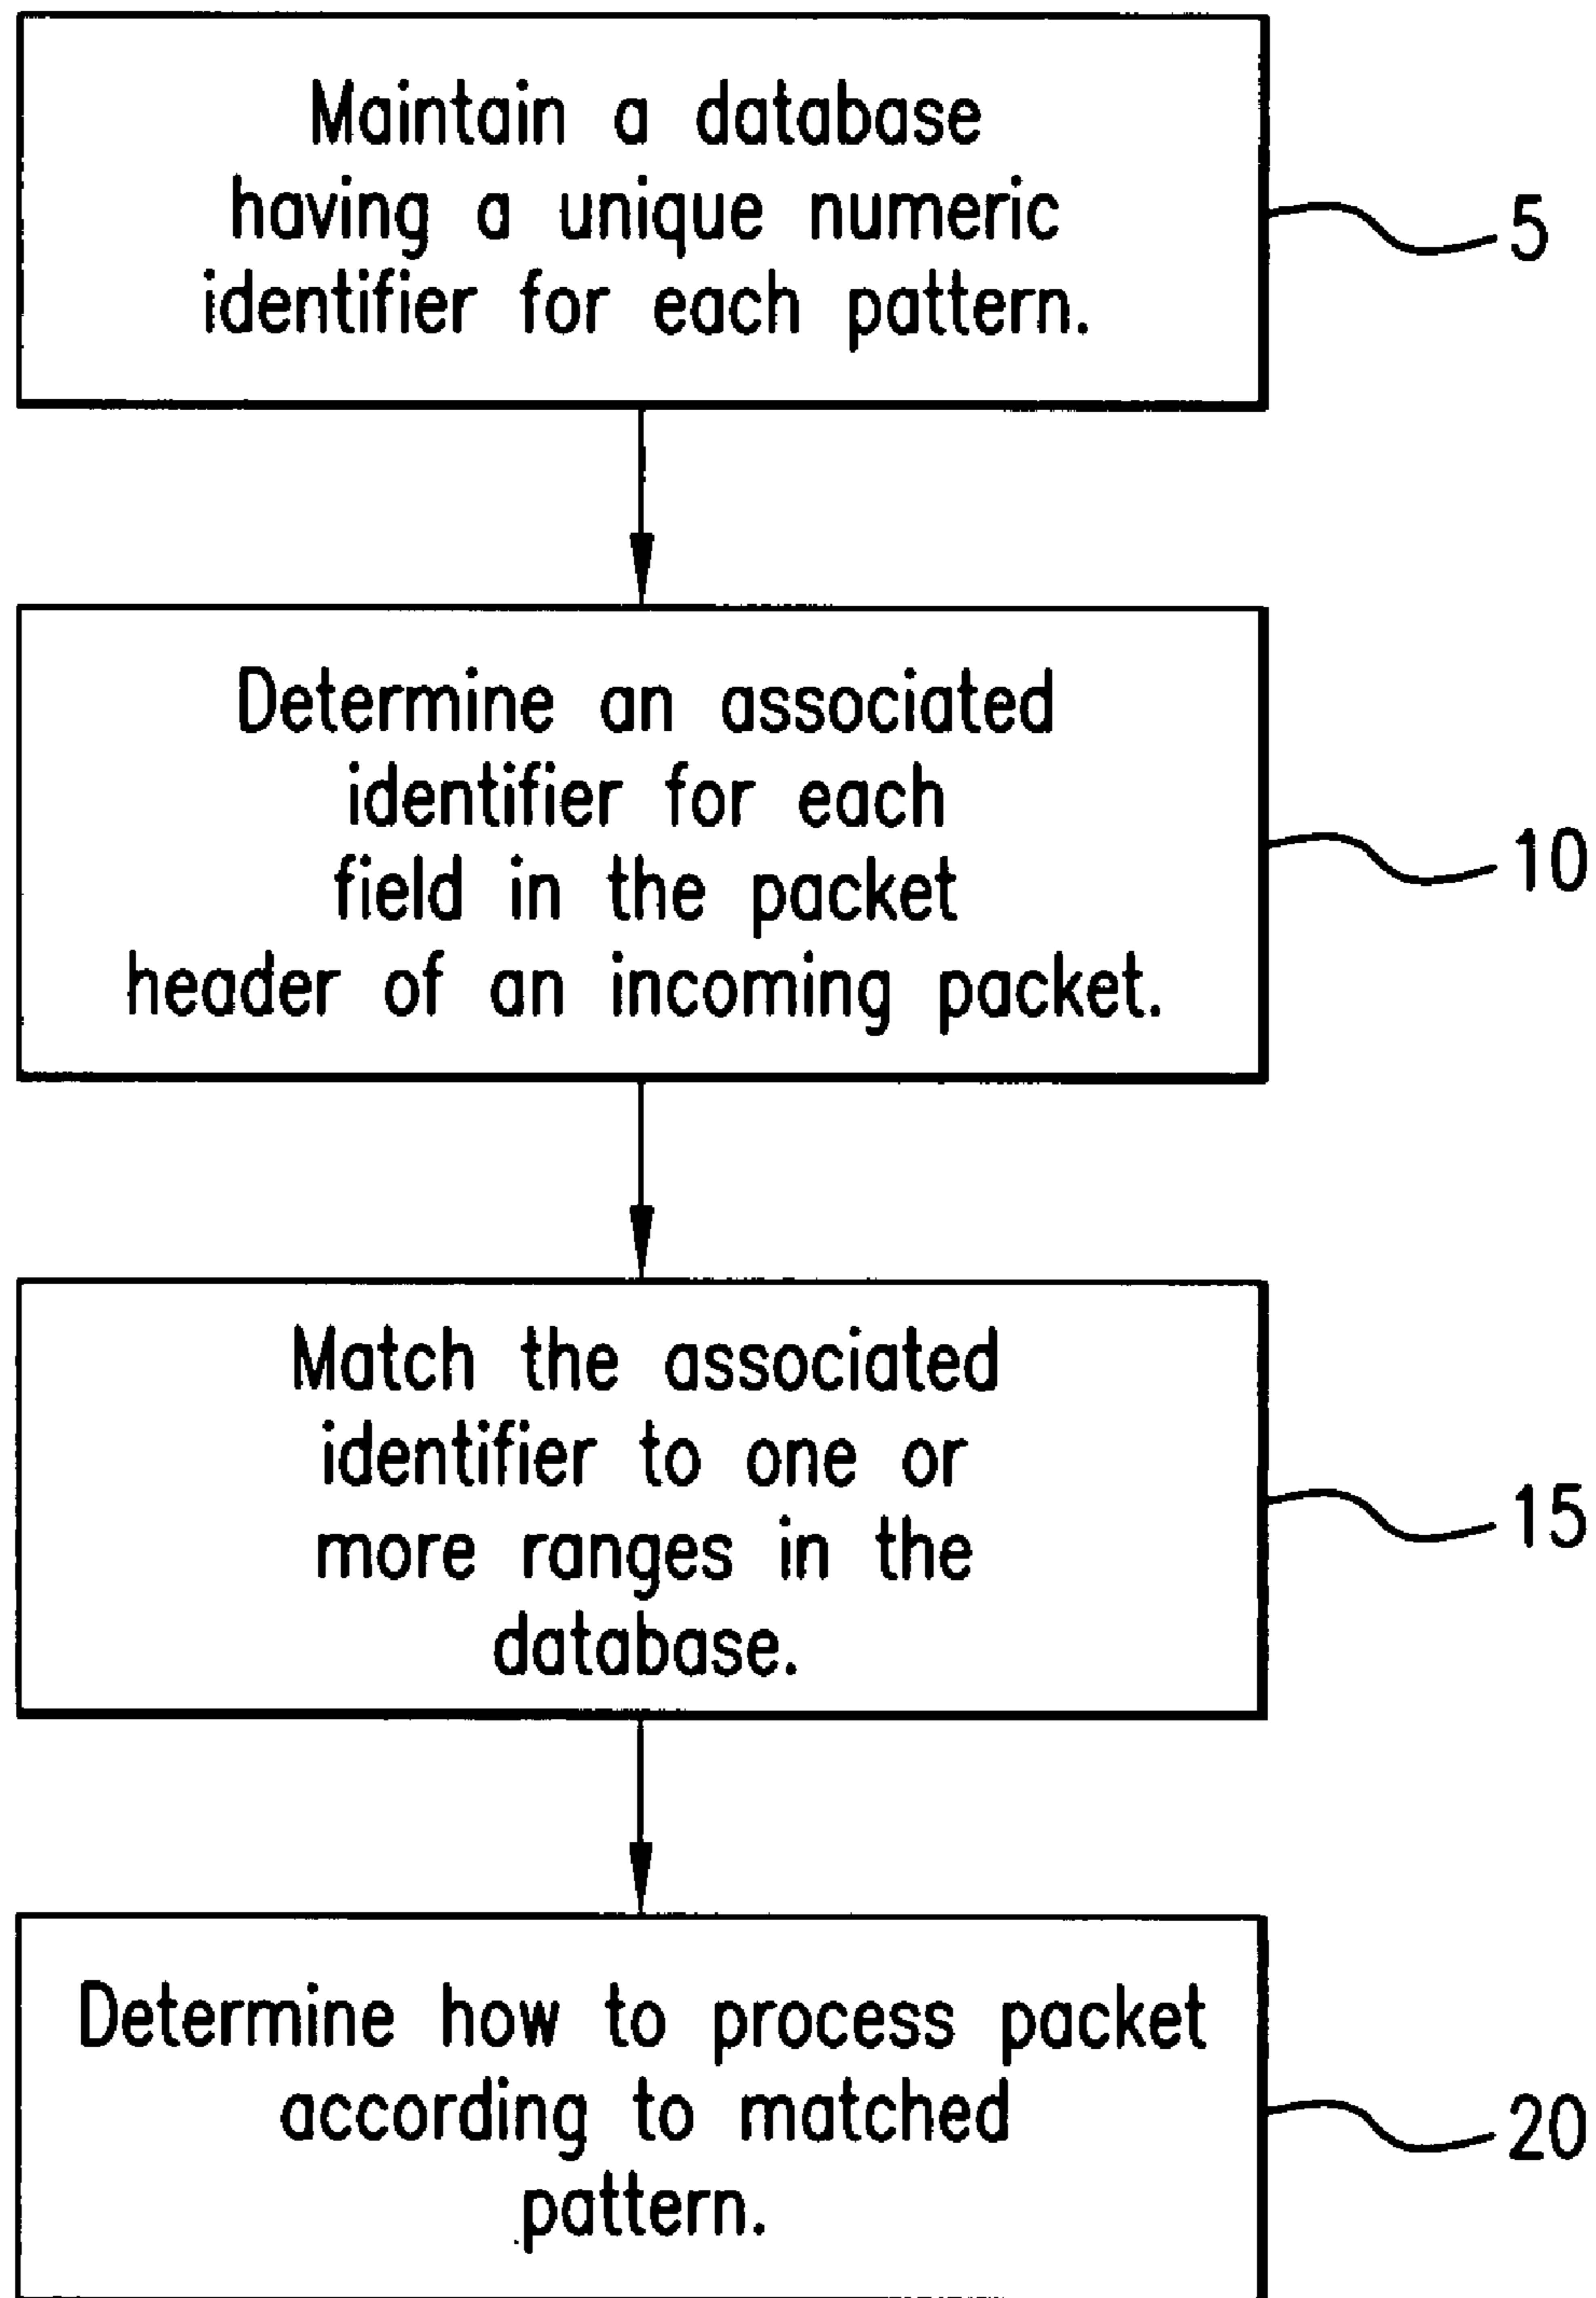 Maintain a database
having a unique numeric
identifier for each pattern.
5
Determine an associated
identifier for each
field in the packet
header of an incoming packet.
10
Match the associated
identifier to one or
more ranges in the
database.
15
Determine how to process packet
according to matched
pattern.
20